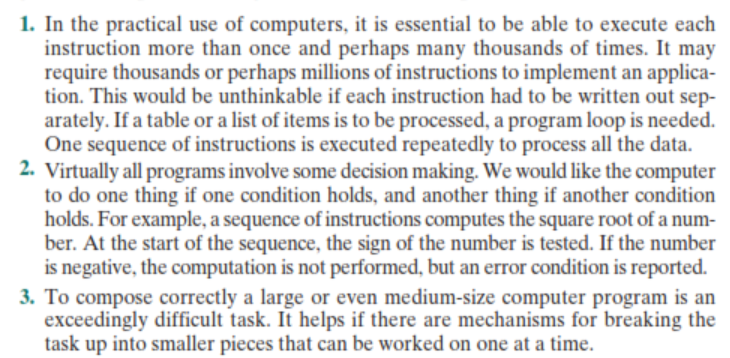 1. In the practical use of computers, it is essential to be able to execute each
instruction more than once and perhaps many thousands of times. It may
require thousands or perhaps millions of instructions to implement an applica-
tion. This would be unthinkable if each instruction had to be written out sep-
arately. If a table or a list of items is to be processed, a program loop is needed.
One sequence of instructions is executed repeatedly to process all the data.
2. Virtually all programs involve some decision making. We would like the computer
to do one thing if one condition holds, and another thing if another condition
holds. For example, a sequence of instructions computes the square root of a num-
ber. At the start of the sequence, the sign of the number is tested. If the number
is negative, the computation is not performed, but an error condition is reported.
3. To compose correctly a large or even medium-size computer program is an
exceedingly difficult task. It helps if there are mechanisms for breaking the
task up into smaller pieces that can be worked on one at a time.